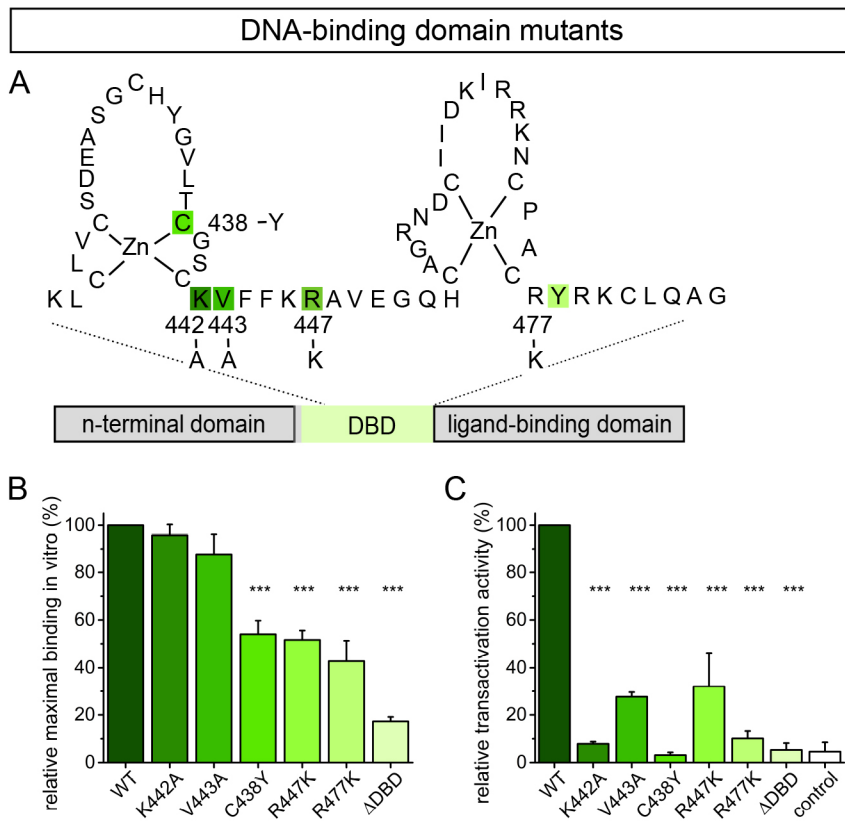 DNA-binding domain mutants
A
K L C L V C S D E A S G C H Y G V L T C G S C K V F F K R A V E G Q H C A G R N D C I I D K I R R K N C P A C R Y R K C L Q A G
Zn
Zn
438 -Y
442 443 447 477
A A K K
n-terminal domain DBD ligand-binding domain
B
relative maximal binding in vitro (%)
100
80
60
40
20
0
*** *** *** ***
WT K442A V443A C438Y R447K R477K ΔDBD
C
relative transactivation activity (%)
100
80
60
40
20
0
*** *** *** *** *** ***
WT K442A V443A C438Y R447K R477K ΔDBD control